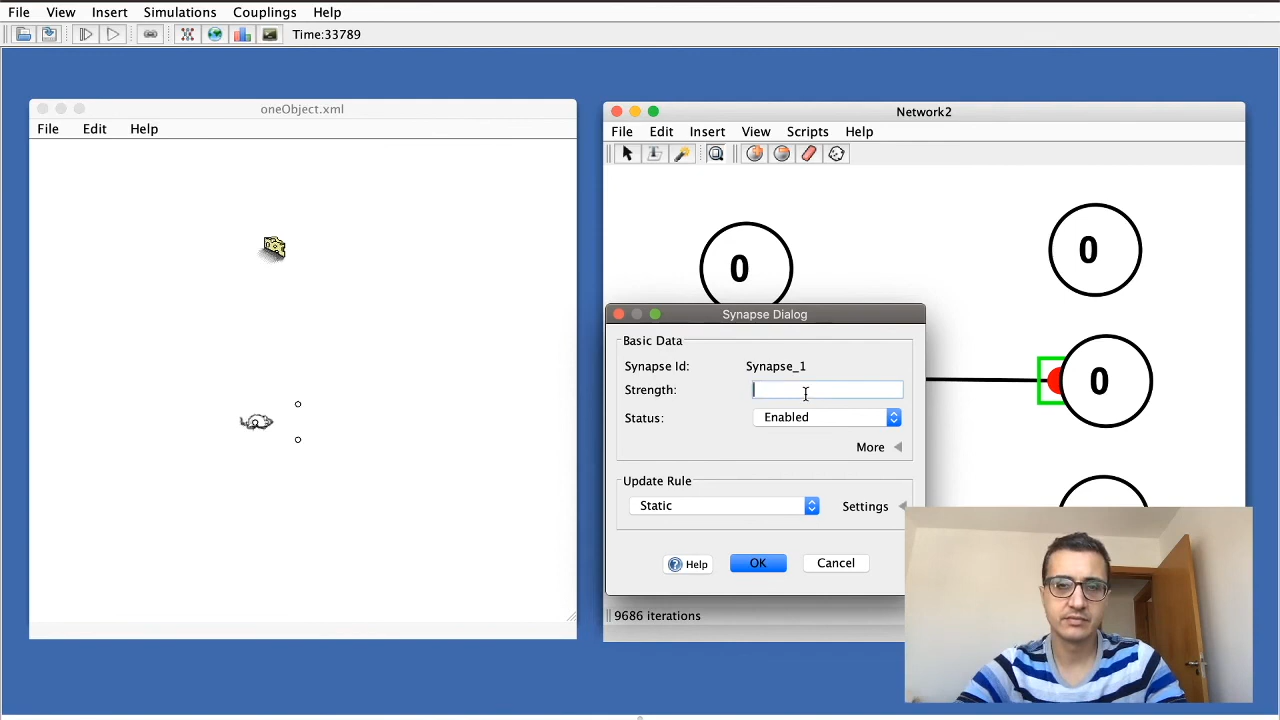 File View Insert Simulations Couplings Help
Time:33789
oneObject.xml
File Edit Help
Network2
File Edit Insert View Scripts Help
0
0
0
Synapse Dialog
Basic Data
Synapse Id: Synapse_1
Strength:
Status: Enabled
More
Update Rule
Static Settings
Help OK Cancel
9686 iterations